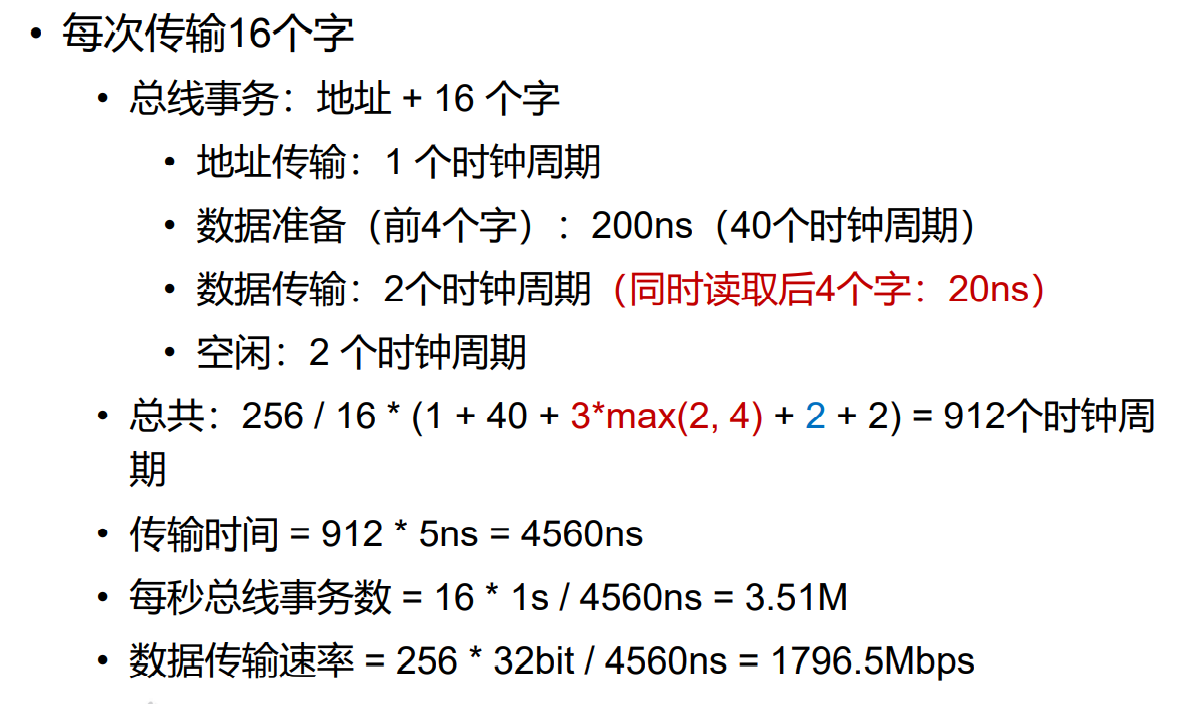 • 每次传输16个字
• 总线事务：地址 + 16 个字
• 地址传输：1 个时钟周期
• 数据准备（前4个字）：200ns（40个时钟周期）
• 数据传输：2个时钟周期（同时读取后4个字：20ns）
• 空闲：2 个时钟周期
• 总共：256 / 16 * (1 + 40 + 3*max(2, 4) + 2 + 2) = 912个时钟周
期
• 传输时间 = 912 * 5ns = 4560ns
• 每秒总线事务数 = 16 * 1s / 4560ns = 3.51M
• 数据传输速率 = 256 * 32bit / 4560ns = 1796.5Mbps